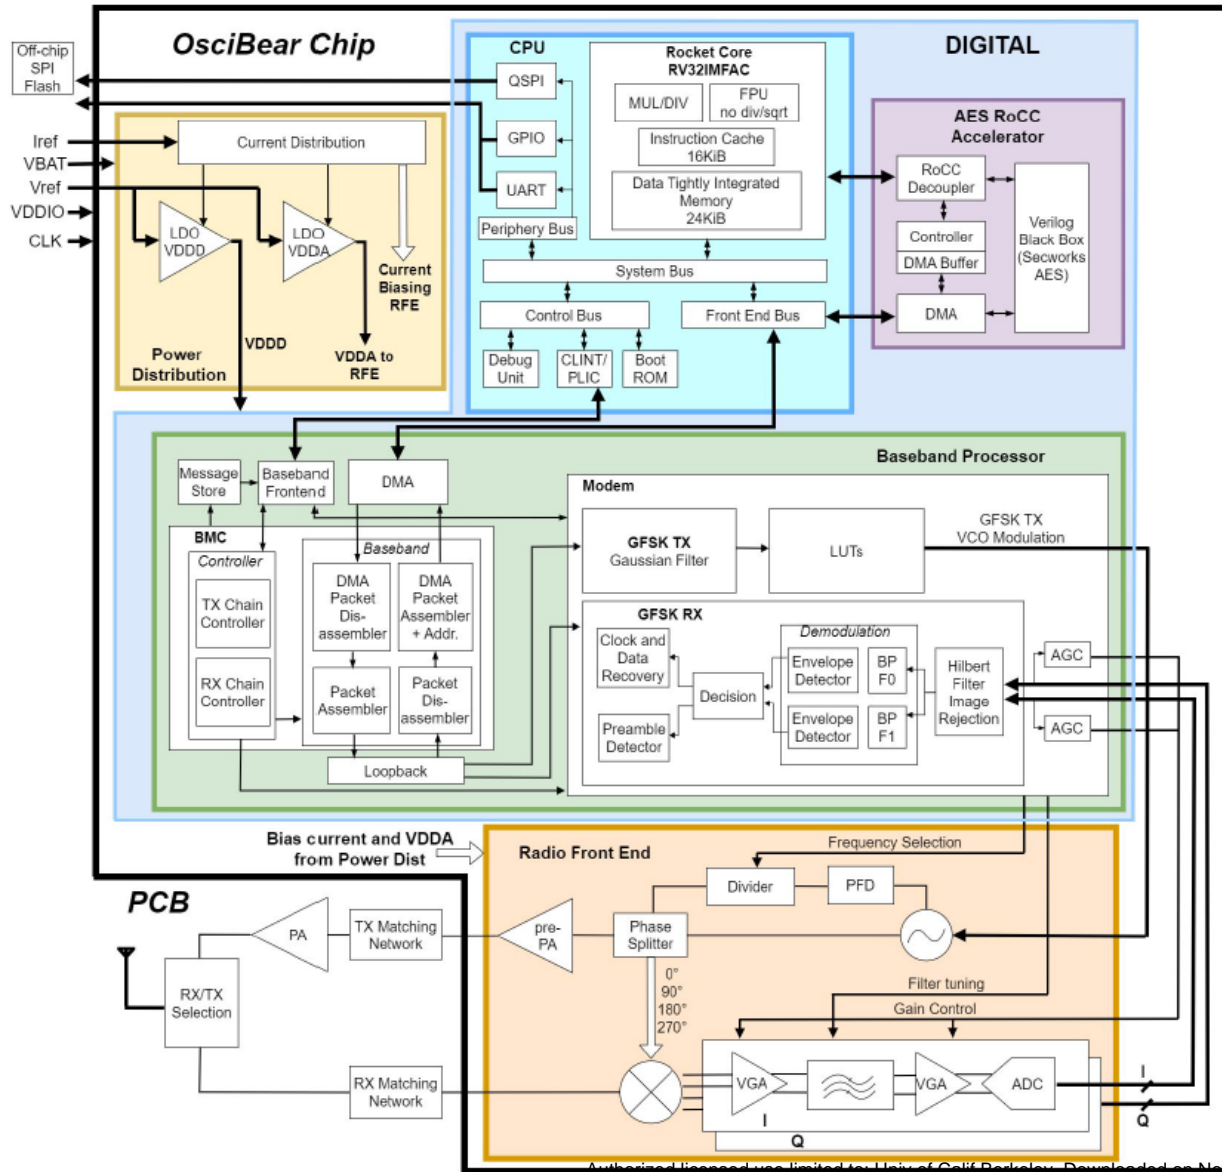 OsciBear Chip
DIGITAL
Off-chip
SPI
Flash
CPU
QSPI
GPIO
UART
Periphery Bus
Rocket Core
RV32IMFAC
MUL/DIV
FPU
no div/sqrt
Instruction Cache
16KiB
Data Tightly Integrated
Memory
24KiB
System Bus
Control Bus
Front End Bus
Debug
Unit
CLINT/
PLIC
Boot
ROM
AES RoCC
Accelerator
RoCC
Decoupler
Controller
DMA Buffer
DMA
Verilog
Black Box
(Secworks
AES)
Iref
VBAT
Vref
VDDIO
CLK
Current Distribution
LDO
VDDD
LDO
VDDA
Current
Biasing
RFE
VDDD
VDDA to
RFE
Power
Distribution
Baseband Processor
Message
Store
Baseband
Frontend
DMA
BMC
Controller
TX Chain
Controller
RX Chain
Controller
Baseband
DMA
Packet
Dis-
assembler
DMA
Packet
Assembler
+ Addr.
Packet
Assembler
Packet
Dis-
assembler
Loopback
Modem
GFSK TX
Gaussian Filter
LUTs
GFSK TX
VCO Modulation
GFSK RX
Clock and
Data
Recovery
Preamble
Detector
Decision
Demodulation
Envelope
Detector
BP
F0
Envelope
Detector
BP
F1
Hilbert
Filter
Image
Rejection
AGC
AGC
Bias current and VDDA
from Power Dist
Radio Front End
Frequency Selection
Divider
PFD
Phase
Splitter
pre-
PA
0°
90°
180°
270°
Filter tuning
Gain Control
VGA
VGA
ADC
I
Q
I
Q
PCB
PA
TX Matching
Network
RX/TX
Selection
RX Matching
Network